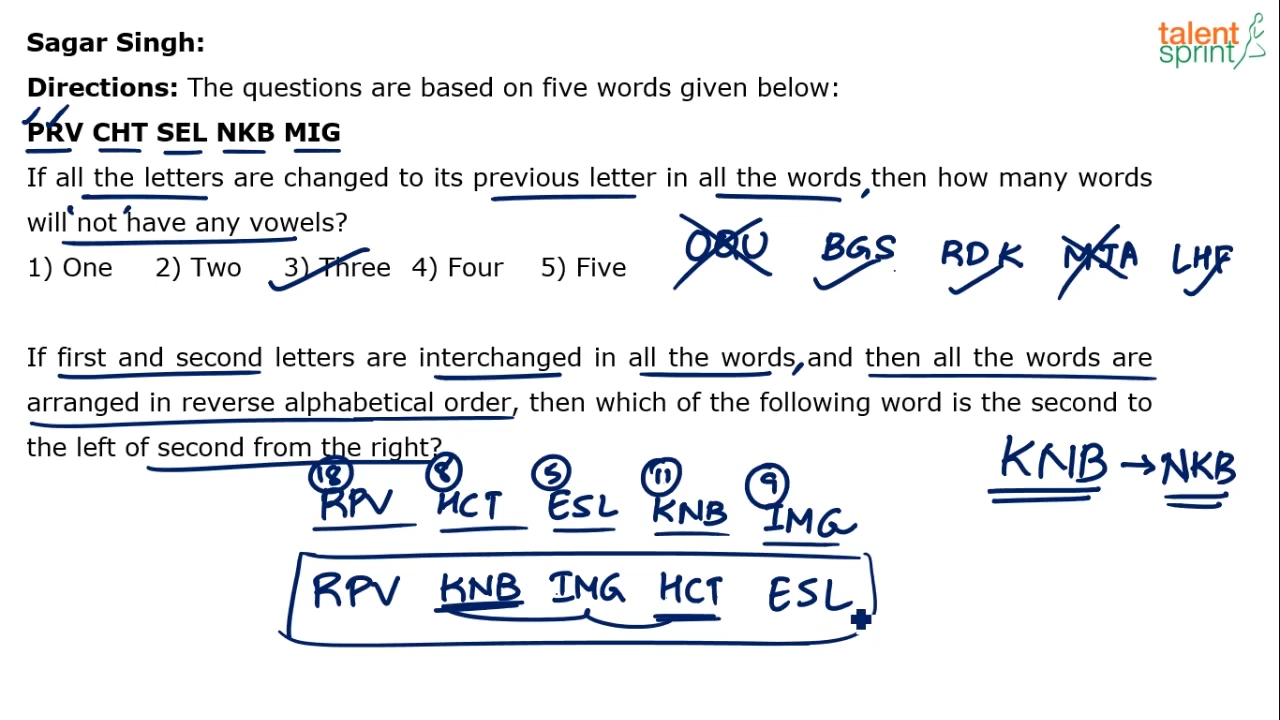 talent
sprint
Sagar Singh:
Directions: The questions are based on five words given below:
PRV CHT SEL NKB MIG
If all the letters are changed to its previous letter in all the words, then how many words
will not have any vowels?
OQU BGS RDK MJA LHF
1) One 2) Two 3) Three 4) Four 5) Five
If first and second letters are interchanged in all the words, and then all the words are
arranged in reverse alphabetical order, then which of the following word is the second to
the left of second from the right?
KNB → NKB
18 8 5 11 9
RPV HCT ESL KNB IMG
RPV KNB IMG HCT ESL